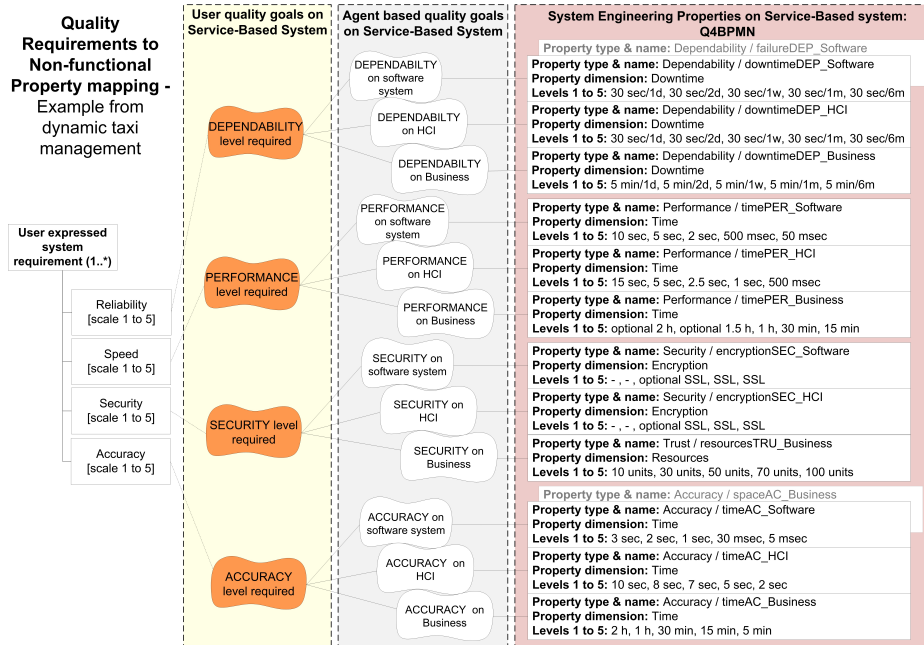 Quality
Requirements to
Non-functional
Property mapping -
Example from
dynamic taxi
management
User expressed
system
requirement (1..*)
Reliability
[scale 1 to 5]
Speed
[scale 1 to 5]
Security
[scale 1 to 5]
Accuracy
[scale 1 to 5]
User quality goals on
Service-Based System
DEPENDABILITY
level required
PERFORMANCE
level required
SECURITY level
required
ACCURACY
level required
Agent based quality goals
on Service-Based System
DEPENDABILTY
on software
system
DEPENDABILTY
on HCI
DEPENDABILTY
on Business
PERFORMANCE
on software
system
PERFORMANCE
on HCI
PERFORMANCE
on Business
SECURITY on
software system
SECURITY on
HCI
SECURITY on
Business
ACCURACY on
software system
ACCURACY on
HCI
ACCURACY on
Business
System Engineering Properties on Service-Based system:
Q4BPMN
Property type & name: Dependability / failureDEP_Software
Property type & name: Dependability / downtimeDEP_Software
Property dimension: Downtime
Levels 1 to 5: 30 sec/1d, 30 sec/2d, 30 sec/1w, 30 sec/1m, 30 sec/6m
Property type & name: Dependability / downtimeDEP_HCI
Property dimension: Downtime
Levels 1 to 5: 30 sec/1d, 30 sec/2d, 30 sec/1w, 30 sec/1m, 30 sec/6m
Property type & name: Dependability / downtimeDEP_Business
Property dimension: Downtime
Levels 1 to 5: 5 min/1d, 5 min/2d, 5 min/1w, 5 min/1m, 5 min/6m
Property type & name: Performance / timePER_Software
Property dimension: Time
Levels 1 to 5: 10 sec, 5 sec, 2 sec, 500 msec, 50 msec
Property type & name: Performance / timePER_HCI
Property dimension: Time
Levels 1 to 5: 15 sec, 5 sec, 2.5 sec, 1 sec, 500 msec
Property type & name: Performance / timePER_Business
Property dimension: Time
Levels 1 to 5: optional 2 h, optional 1.5 h, 1 h, 30 min, 15 min
Property type & name: Security / encryptionSEC_Software
Property dimension: Encryption
Levels 1 to 5: - , - , optional SSL, SSL, SSL
Property type & name: Security / encryptionSEC_HCI
Property dimension: Encryption
Levels 1 to 5: -, -, optional SSL, SSL, SSL
Property type & name: Trust / resourcesTRU_Business
Property dimension: Resources
Levels 1 to 5: 10 units, 30 units, 50 units, 70 units, 100 units
Property type & name: Accuracy / spaceAC_Business
Property type & name: Accuracy / timeAC_Software
Property dimension: Time
Levels 1 to 5: 3 sec, 2 sec, 1 sec, 30 msec, 5 msec
Property type & name: Accuracy / timeAC_HCI
Property dimension: Time
Levels 1 to 5: 10 sec, 8 sec, 7 sec, 5 sec, 2 sec
Property type & name: Accuracy / timeAC_Business
Property dimension: Time
Levels 1 to 5: 2 h, 1 h, 30 min, 15 min, 5 min